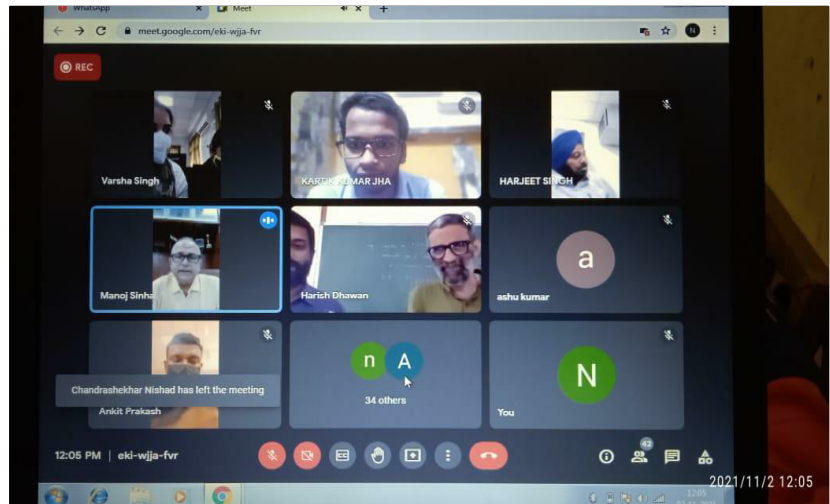 WhatsApp
Meet
meet.google.com/eki-wjja-fvr
N
REC
Varsha Singh
KARTIK KUMAR JHA
HARJEET SINGH
Manoj Sinha
Harish Dhawan
a
ashu kumar
Chandrashekhar Nishad has left the meeting
Ankit Prakash
n A
34 others
N
You
12:05 PM | eki-wjja-fvr
42
2021/11/2 12:05
12:05